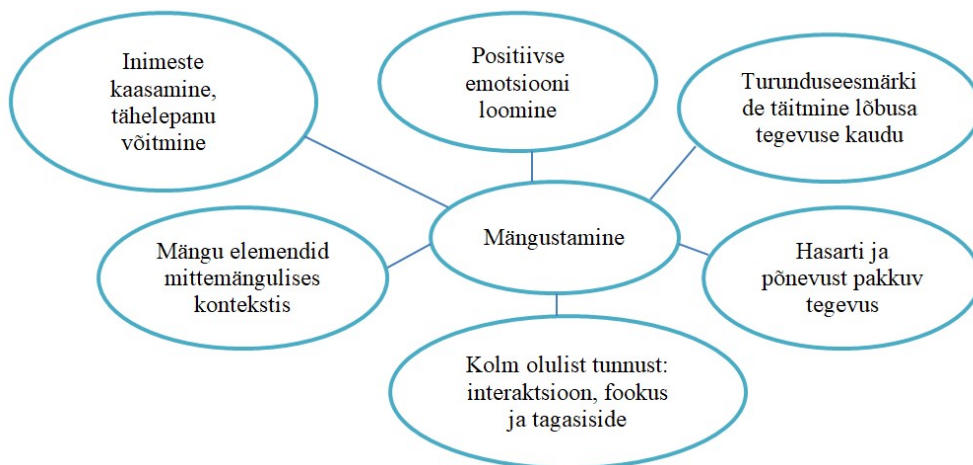 Inimeste
kaasamine,
tähelepanu
võitmine
Positiivse
emotsiooni
loomine
Turunduseesmärki
de täitmine lõbusa
tegevuse kaudu
Mängu elemendid
mittemängulises
kontekstis
Mängustamine
Hasarti ja
põnevust pakkuv
tegevus
Kolm olulist tunnust:
interaktsioon, fookus
ja tagasiside